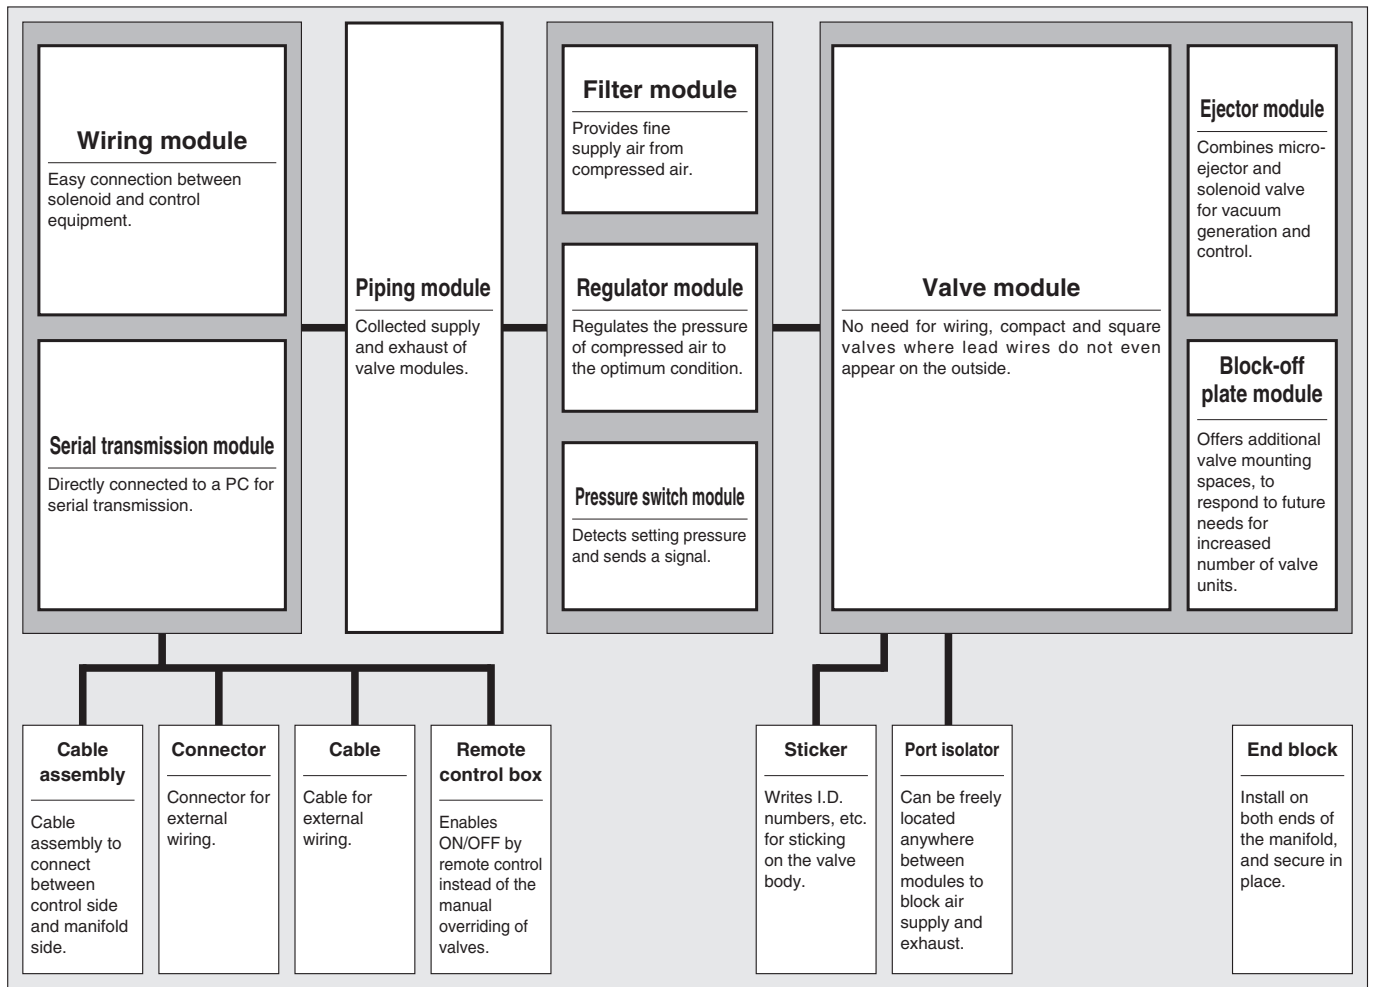 Wiring module
Easy connection between
solenoid and control
equipment.
Serial transmission module
Directly connected to a PC for
serial transmission.
Piping module
Collected supply
and exhaust of
valve modules.
Filter module
Provides fine
supply air from
compressed air.
Regulator module
Regulates the pressure
of compressed air to
the optimum condition.
Pressure switch module
Detects setting pressure
and sends a signal.
Valve module
No need for wiring, compact and square
valves where lead wires do not even
appear on the outside.
Ejector module
Combines micro-
ejector and
solenoid valve
for vacuum
generation and
control.
Block-off
plate module
Offers additional
valve mounting
spaces, to
respond to future
needs for
increased
number of valve
units.
Cable
assembly
Cable
assembly to
connect
between
control side
and manifold
side.
Connector
Connector for
external
wiring.
Cable
Cable for
external
wiring.
Remote
control box
Enables
ON/OFF by
remote control
instead of the
manual
overriding of
valves.
Sticker
Writes I.D.
numbers, etc.
for sticking
on the valve
body.
Port isolator
Can be freely
located
anywhere
between
modules to
block air
supply and
exhaust.
End block
Install on
both ends of
the manifold,
and secure in
place.